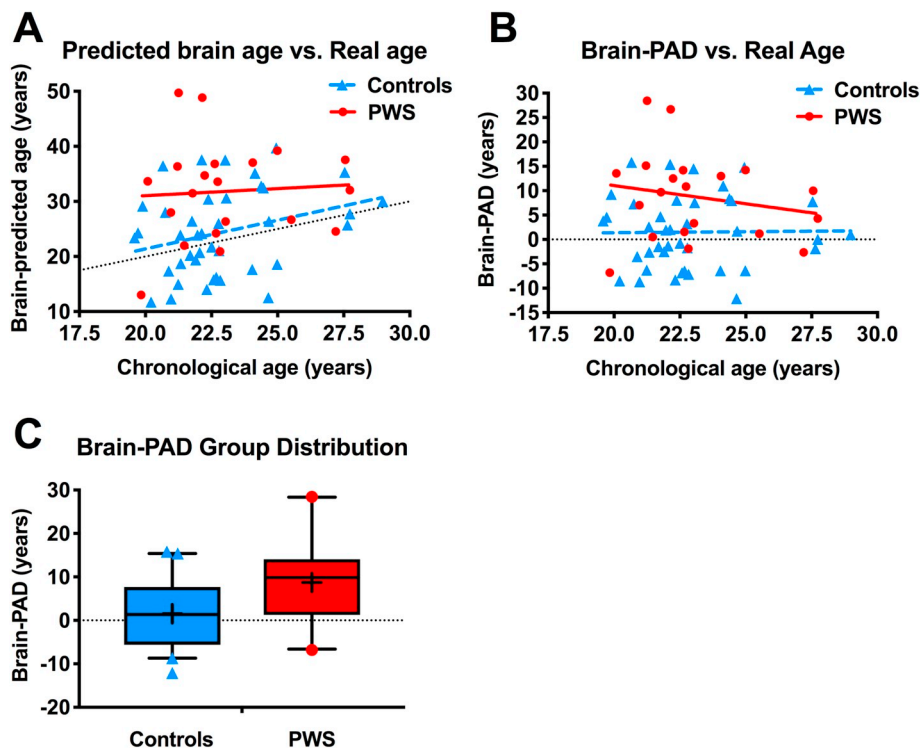 A
Predicted brain age vs. Real age
Controls
PWS
Brain-predicted age (years)
50
40
30
20
10
17.5 20.0 22.5 25.0 27.5 30.0
Chronological age (years)
B
Brain-PAD vs. Real Age
Controls
PWS
Brain-PAD (years)
30
25
20
15
10
5
0
-5
-10
-15
17.5 20.0 22.5 25.0 27.5 30.0
Chronological age (years)
C
Brain-PAD Group Distribution
Brain-PAD (years)
30
20
10
0
-10
-20
Controls PWS